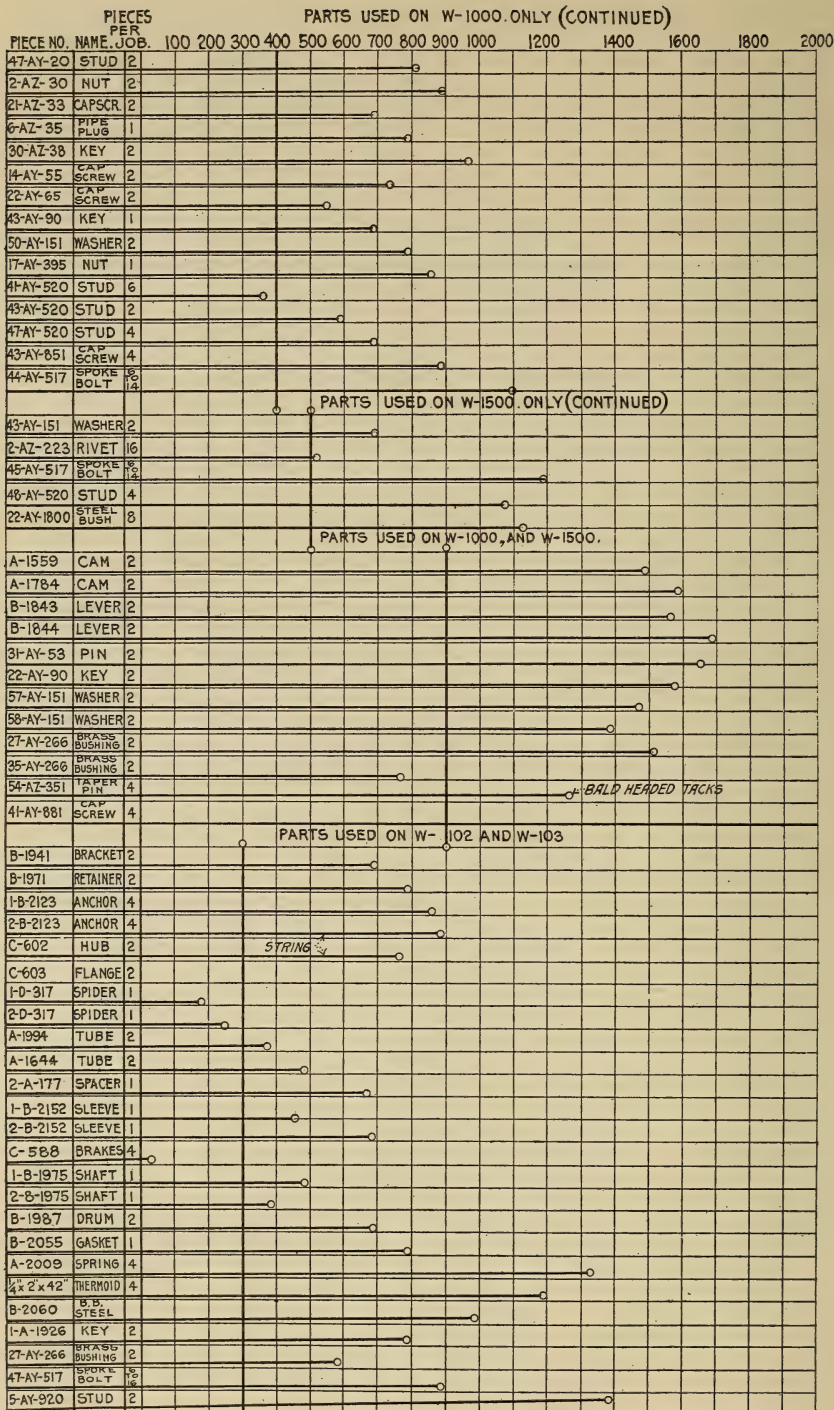 PIECES
PER
PARTS USED ON W-1000.ONLY (CONTINUED)
PIECE NO. NAME. JOB. 100 200 300 400 500 600 700 800 900 1000 1200 1400 1600 1800 2000
47-AY-20 STUD 2
2-AZ-30 NUT 2
21-AZ-33 CAPSCR. 2
6-AZ-35 PIPE PLUG 1
30-AZ-38 KEY 2
14-AY-55 CAP SCREW 2
22-AY-65 CAP SCREW 2
43-AY-90 KEY 1
50-AY-151 WASHER 2
17-AY-395 NUT 1
41-AY-520 STUD 6
43-AY-520 STUD 2
47-AY-520 STUD 4
43-AY-851 CAP SCREW 4
44-AY-517 SPOKE BOLT 6 TO 14
PARTS USED ON W-1500.ONLY (CONTINUED)
43-AY-151 WASHER 2
2-AZ-223 RIVET 16
45-AY-517 SPOKE BOLT 6 TO 14
48-AY-520 STUD 4
22-AY-1800 STEEL BUSH 8
PARTS USED ON W-1000, AND W-1500.
A-1559 CAM 2
A-1784 CAM 2
B-1843 LEVER 2
B-1844 LEVER 2
31-AY-53 PIN 2
22-AY-90 KEY 2
57-AY-151 WASHER 2
58-AY-151 WASHER 2
27-AY-266 BRASS BUSHING 2
35-AY-266 BRASS BUSHING 2
54-AZ-351 TAPER PIN 4 BALD HEADED TACKS
41-AY-881 CAP SCREW 4
PARTS USED ON W-102 AND W-103
B-1941 BRACKET 2
B-1971 RETAINER 2
1-B-2123 ANCHOR 4
2-B-2123 ANCHOR 4
C-602 HUB 2 STRING
C-603 FLANGE 2
1-D-317 SPIDER 1
2-D-317 SPIDER 1
A-1994 TUBE 2
A-1644 TUBE 2
2-A-177 SPACER 1
1-B-2152 SLEEVE 1
2-B-2152 SLEEVE 1
C-588 BRAKES 4
1-B-1975 SHAFT 1
2-B-1975 SHAFT 1
B-1987 DRUM 2
B-2055 GASKET 1
A-2009 SPRING 4
1/4" x 2" x 42" THERMOID 4
B-2060 B.B. STEEL
1-A-1926 KEY 2
27-AY-266 BRASS BUSHING 2
47-AY-517 SPOKE BOLT 6 TO 16
5-AY-920 STUD 2